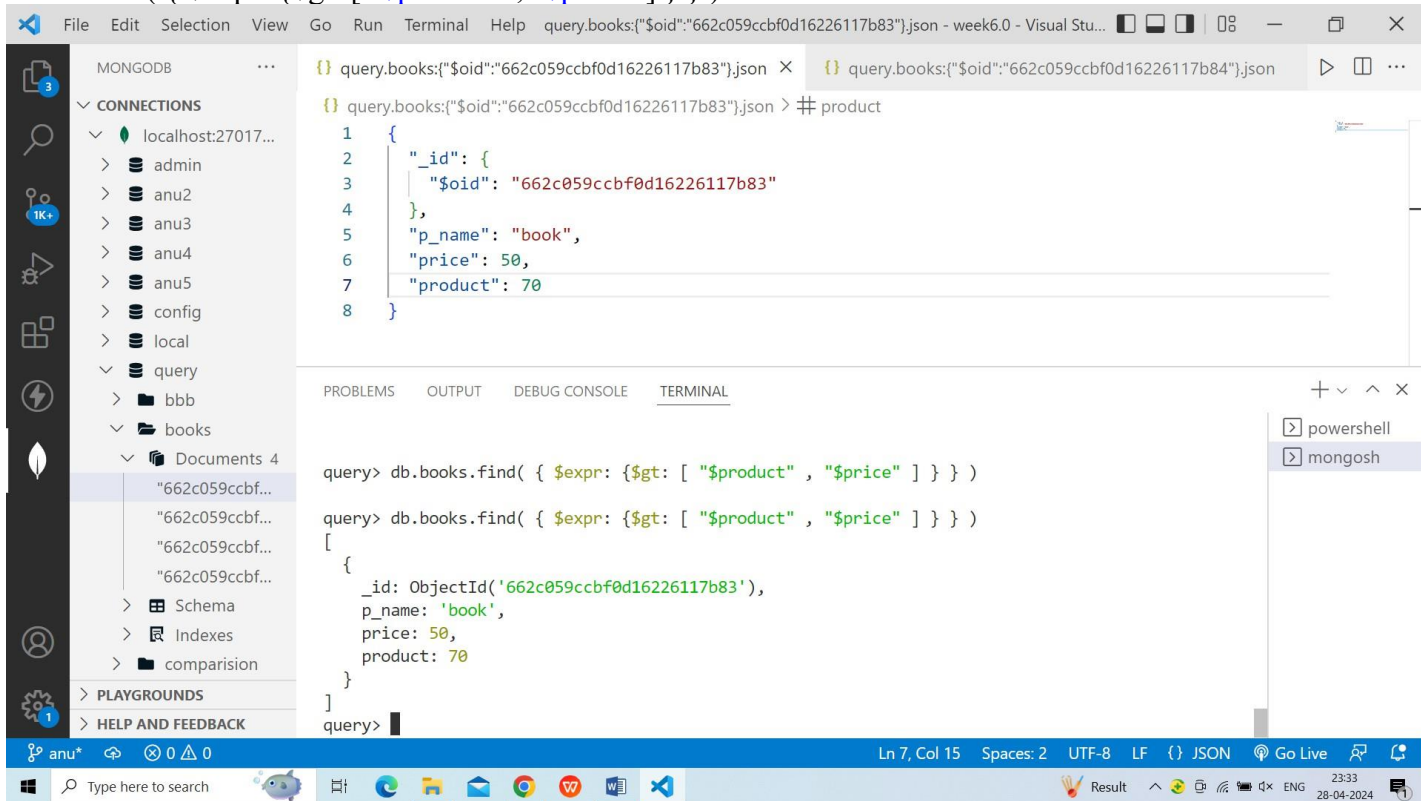 File Edit Selection View Go Run Terminal Help query.books:{"$oid":"662c059ccbf0d16226117b83"}.json - week6.0 - Visual Stu...
MONGODB ...
CONNECTIONS
localhost:27017...
admin
anu2
anu3
anu4
anu5
config
local
query
bbb
books
Documents 4
"662c059ccbf...
"662c059ccbf...
"662c059ccbf...
"662c059ccbf...
Schema
Indexes
comparision
PLAYGROUNDS
HELP AND FEEDBACK
3
1K+
1
{} query.books:{"$oid":"662c059ccbf0d16226117b83"}.json {} query.books:{"$oid":"662c059ccbf0d16226117b84"}.json
{} query.books:{"$oid":"662c059ccbf0d16226117b83"}.json > # product
1 {
2 "_id": {
3 "$oid": "662c059ccbf0d16226117b83"
4 },
5 "p_name": "book",
6 "price": 50,
7 "product": 70
8 }
PROBLEMS OUTPUT DEBUG CONSOLE TERMINAL
powershell
mongosh
query> db.books.find( { $expr: {$gt: [ "$product" , "$price" ] } } )
query> db.books.find( { $expr: {$gt: [ "$product" , "$price" ] } } )
[
{
_id: ObjectId('662c059ccbf0d16226117b83'),
p_name: 'book',
price: 50,
product: 70
}
]
query>
anu* 0 0 Ln 7, Col 15 Spaces: 2 UTF-8 LF {} JSON Go Live
Type here to search Result ENG 23:33
28-04-2024 1